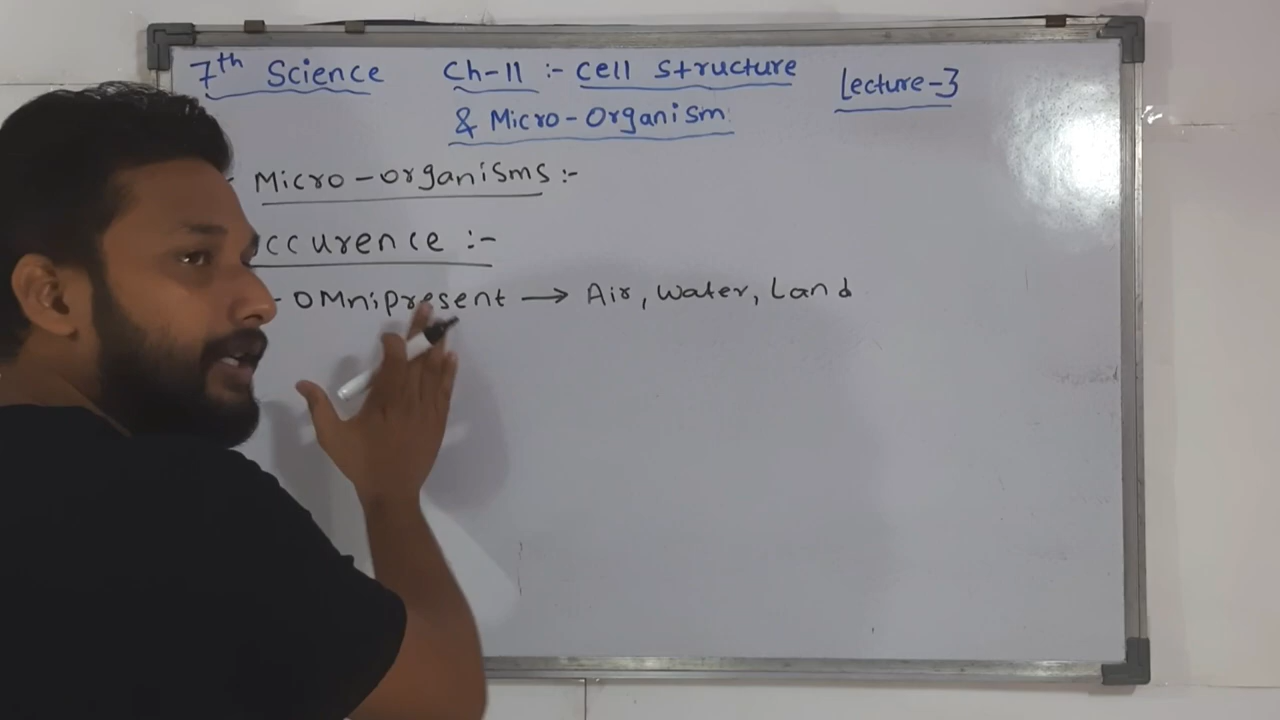 7th Science Ch-11 :- Cell Structure Lecture-3
& Micro-Organism
Micro-organisms :-
ccurence :-
- Omnipresent → Air, Water, Land